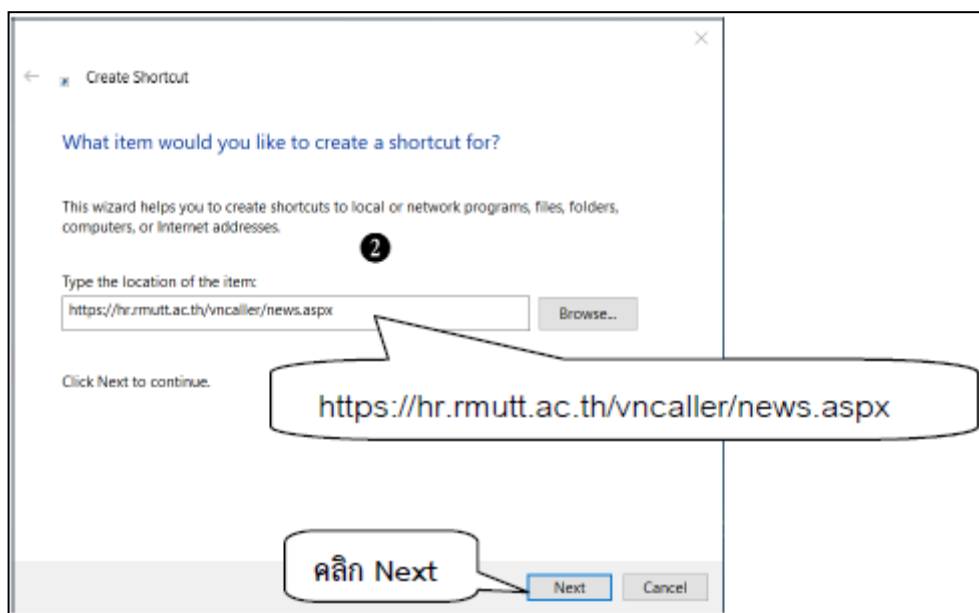 Create Shortcut
What item would you like to create a shortcut for?
This wizard helps you to create shortcuts to local or network programs, files, folders,
computers, or Internet addresses.
❷
Type the location of the item:
https://hr.rmutt.ac.th/vncaller/news.aspx
Browse...
Click Next to continue.
https://hr.rmutt.ac.th/vncaller/news.aspx
คลิก Next
Next
Cancel